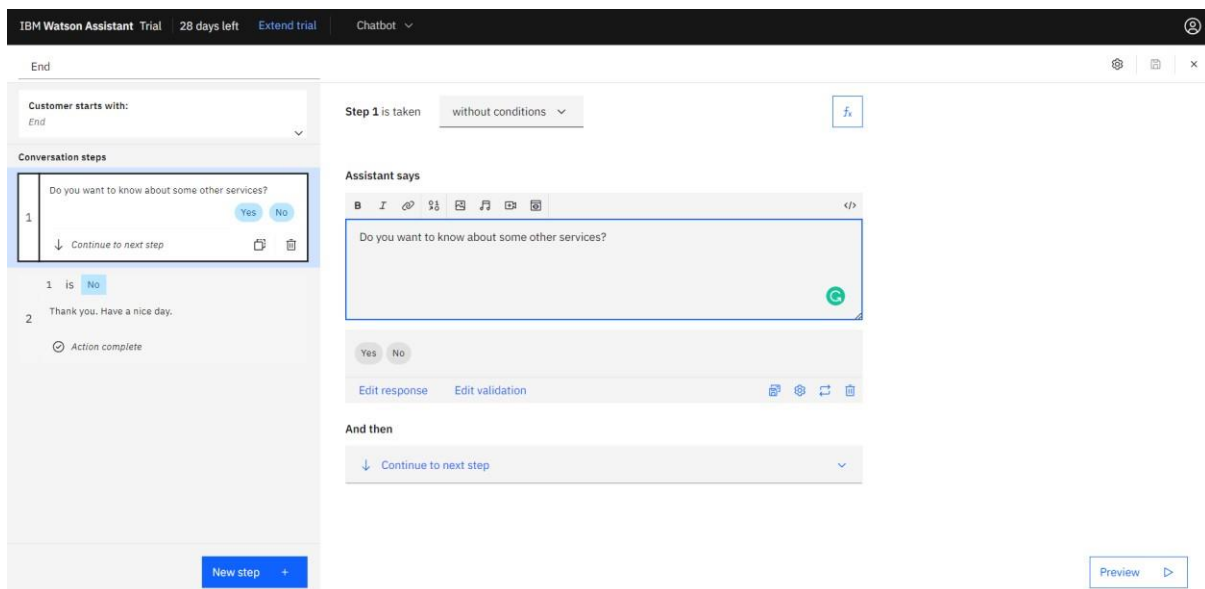 IBM Watson Assistant Trial 28 days left Extend trial Chatbot
End
Customer starts with:
End
Conversation steps
1
Do you want to know about some other services?
Yes No
Continue to next step
1 is No
2
Thank you. Have a nice day.
Action complete
New step +
Step 1 is taken without conditions
fx
Assistant says
B I </>
Do you want to know about some other services?
Yes No
Edit response Edit validation
And then
Continue to next step
Preview